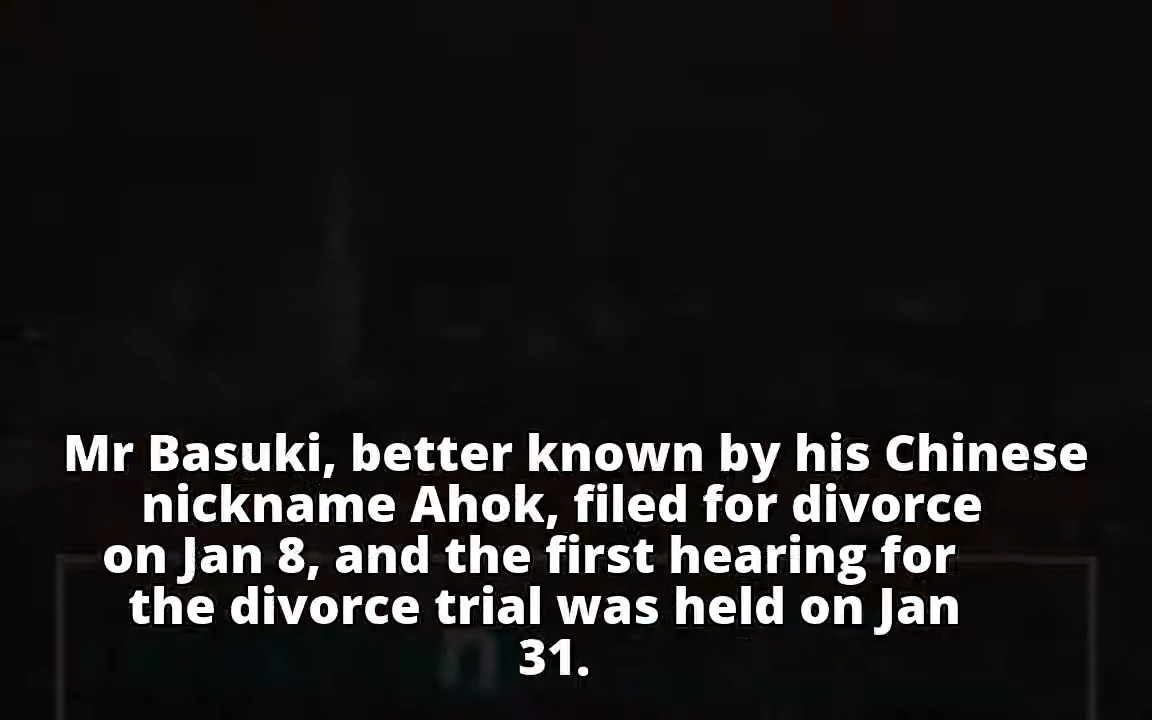 Mr Basuki, better known by his Chinese
nickname Ahok, filed for divorce
on Jan 8, and the first hearing for
the divorce trial was held on Jan
31.